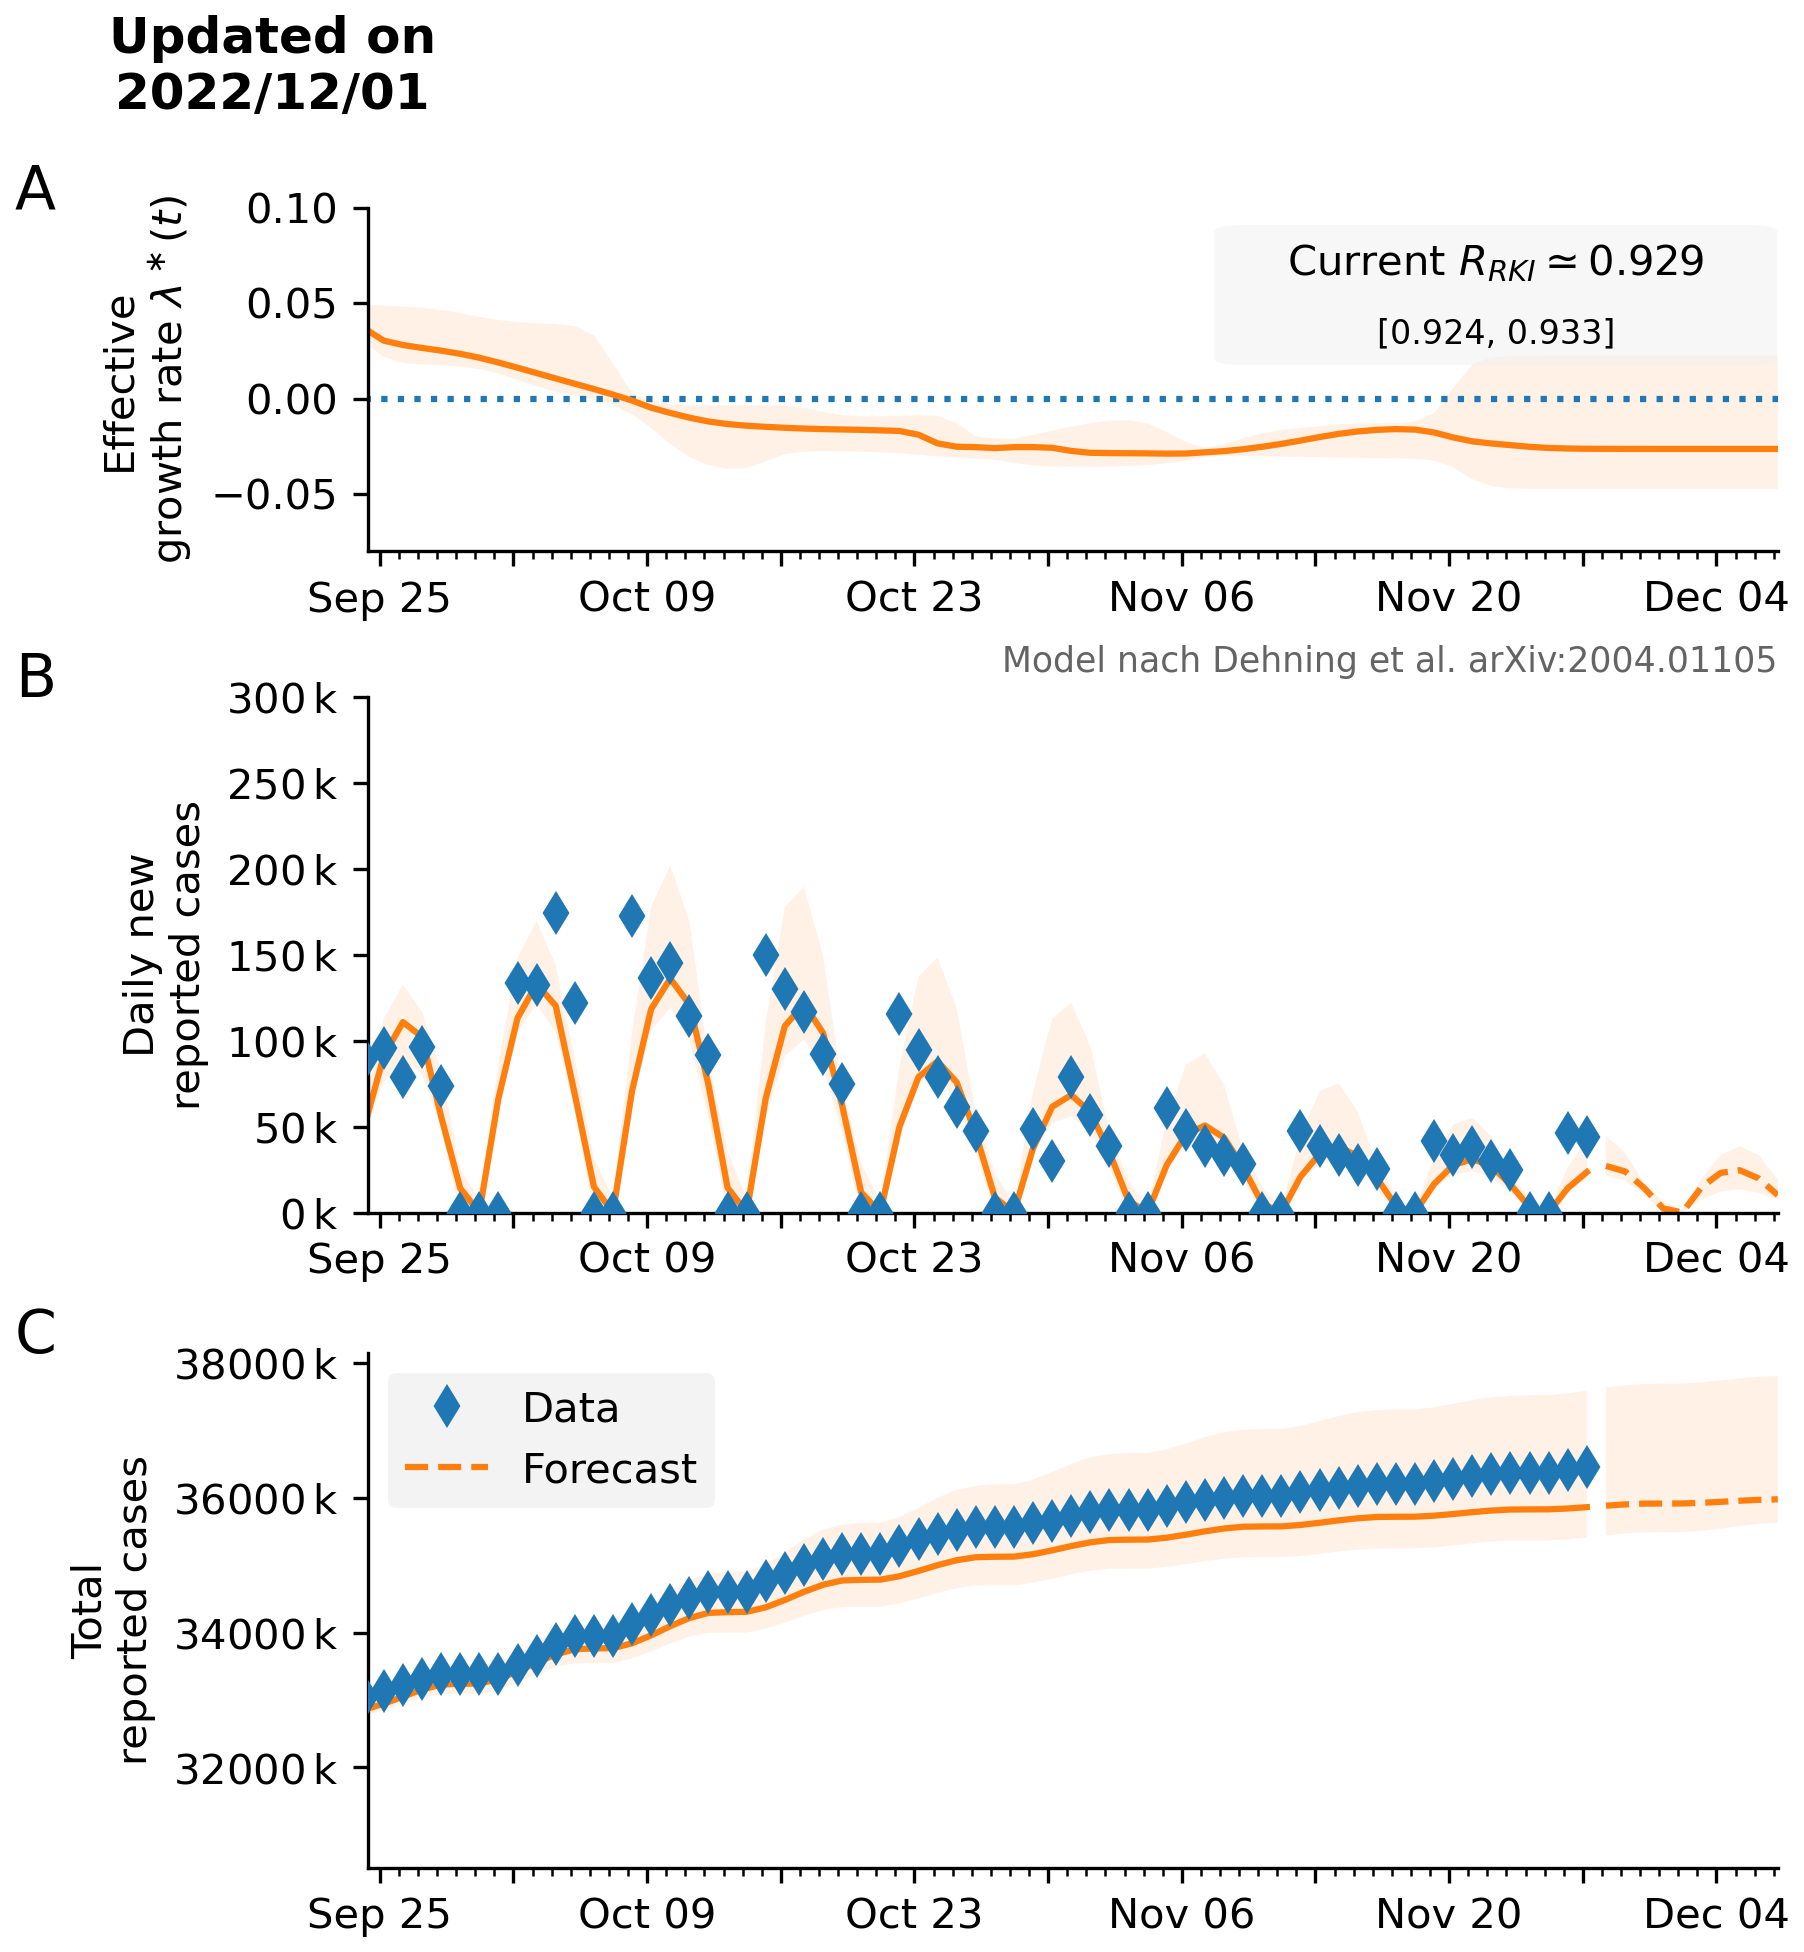 Updated on
2022/12/01
A
Effective
growth rate λ * (t)
0.10
0.05
0.00
−0.05
Current R_RKI ≃ 0.929
[0.924, 0.933]
Sep 25 Oct 09 Oct 23 Nov 06 Nov 20 Dec 04
Model nach Dehning et al. arXiv:2004.01105
B
Daily new
reported cases
300 k
250 k
200 k
150 k
100 k
50 k
0 k
Sep 25 Oct 09 Oct 23 Nov 06 Nov 20 Dec 04
C
Total
reported cases
38000 k
36000 k
34000 k
32000 k
Data
Forecast
Sep 25 Oct 09 Oct 23 Nov 06 Nov 20 Dec 04